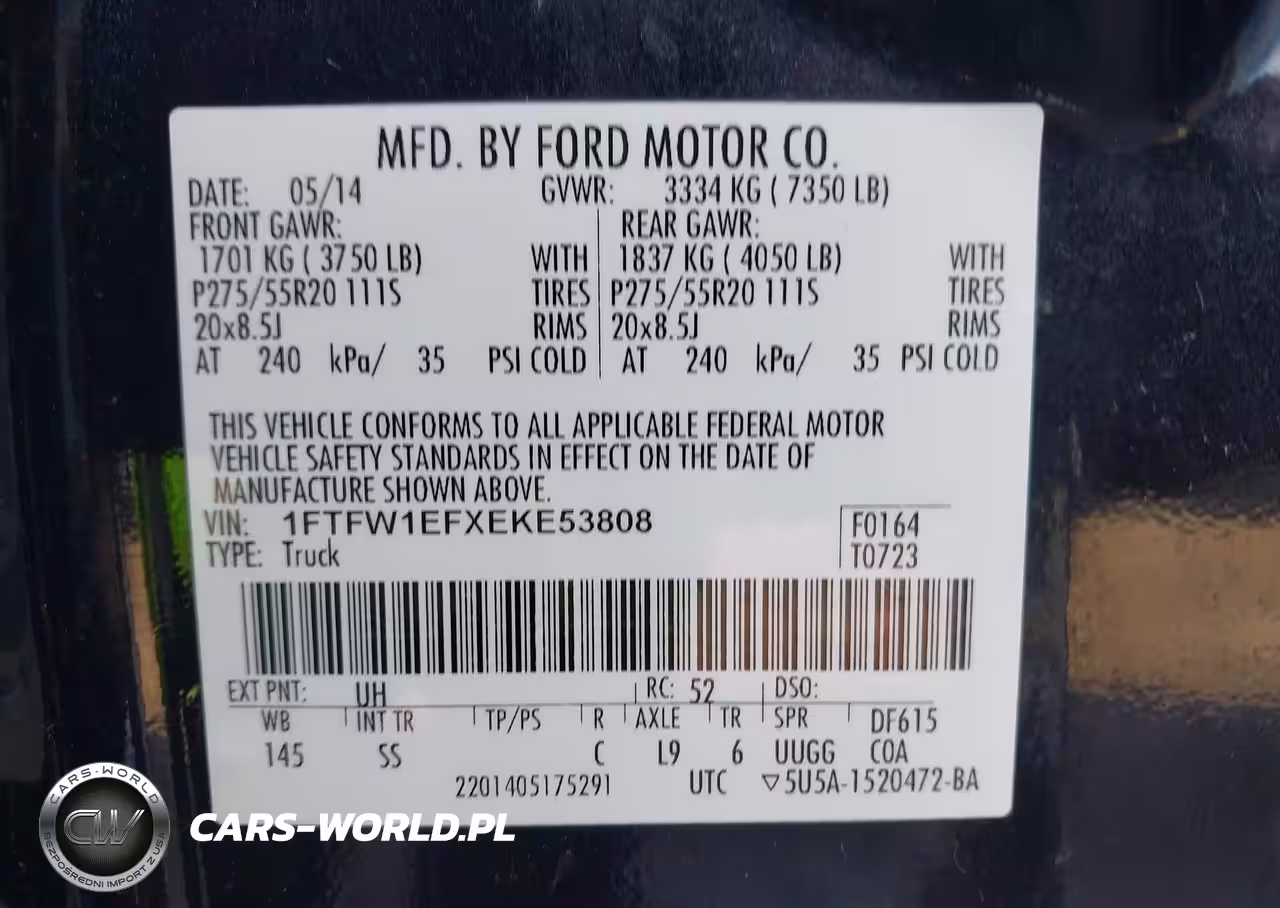 MFD. BY FORD MOTOR CO.
DATE: 05/14 GVWR: 3334 KG ( 7350 LB)
FRONT GAWR: REAR GAWR:
1701 KG ( 3750 LB) WITH 1837 KG ( 4050 LB) WITH
P275/55R20 111S TIRES P275/55R20 111S TIRES
20x8.5J RIMS 20x8.5J RIMS
AT 240 kPa/ 35 PSI COLD AT 240 kPa/ 35 PSI COLD
THIS VEHICLE CONFORMS TO ALL APPLICABLE FEDERAL MOTOR
VEHICLE SAFETY STANDARDS IN EFFECT ON THE DATE OF
MANUFACTURE SHOWN ABOVE.
VIN: 1FTFW1EFXEKE53808 F0164
TYPE: Truck T0723
EXT PNT: UH RC: 52 DSO:
WB INT TR TP/PS R AXLE TR SPR DF615
145 SS C L9 6 UUGG COA
2201405175291 UTC ▽5U5A-1520472-BA
CARS-WORLD
CW
BEZPOŚREDNI IMPORT Z USA
CARS-WORLD.PL